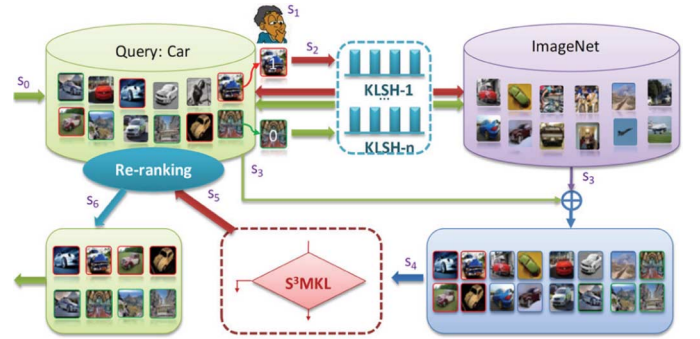 S₁
Query: Car
1
S₂
ImageNet
S₀
KLSH-1
...
KLSH-n
0
Re-ranking
S₃
S₃
S₆
S₅
S³MKL
S₄